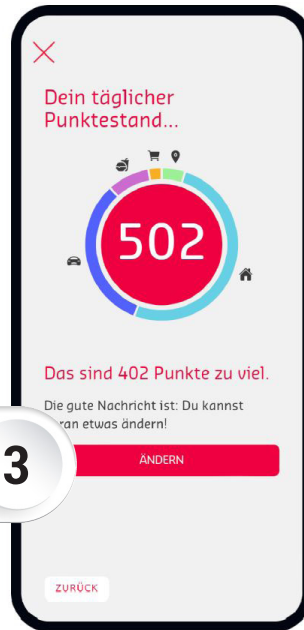 Dein täglicher
Punktestand...
502
Das sind 402 Punkte zu viel.
Die gute Nachricht ist: Du kannst
etwas ändern!
3
ÄNDERN
ZURÜCK